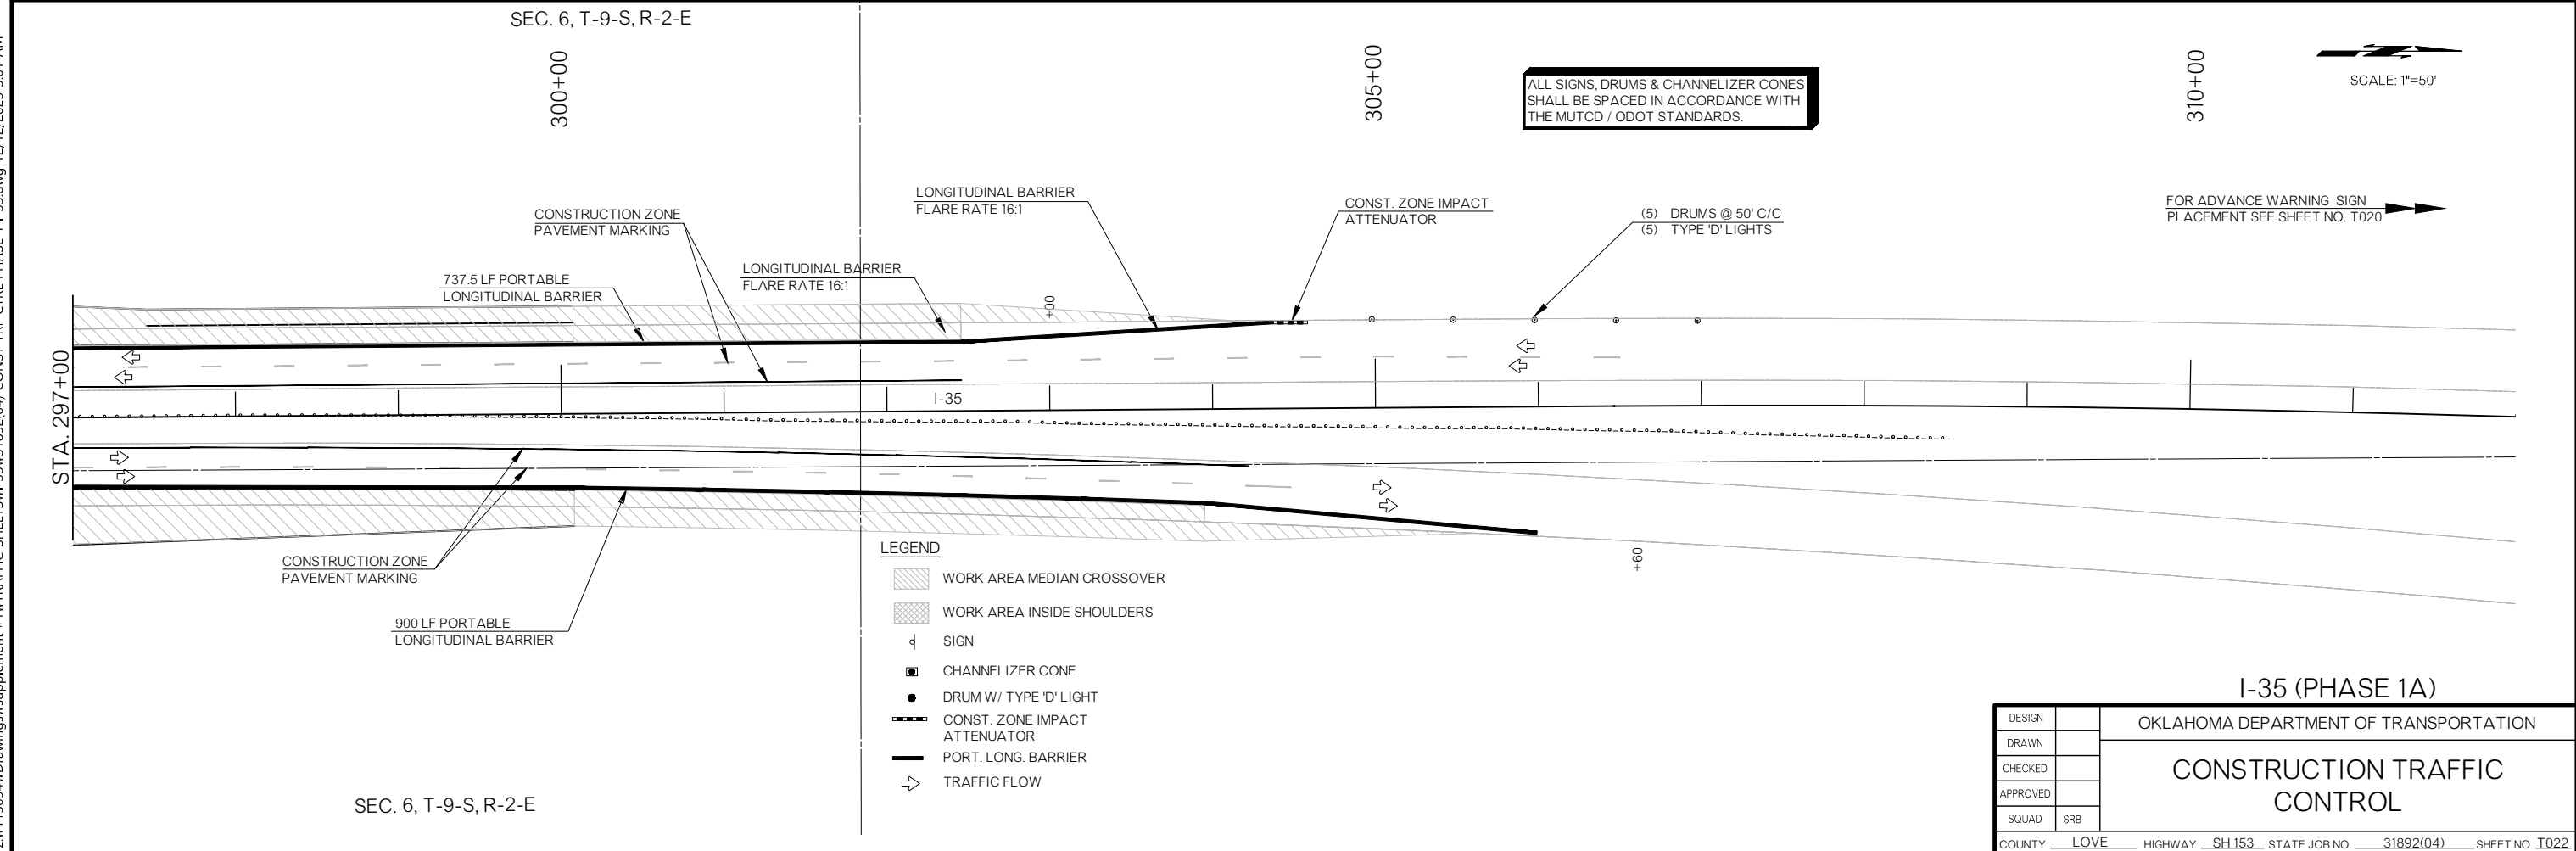 SEC. 6, T-9-S, R-2-E
300+00
305+00
310+00
SCALE: 1"=50'
ALL SIGNS, DRUMS & CHANNELIZER CONES
SHALL BE SPACED IN ACCORDANCE WITH
THE MUTCD / ODOT STANDARDS.
CONSTRUCTION ZONE
PAVEMENT MARKING
LONGITUDINAL BARRIER
FLARE RATE 16:1
CONST. ZONE IMPACT
ATTENUATOR
(5) DRUMS @ 50' C/C
(5) TYPE 'D' LIGHTS
FOR ADVANCE WARNING SIGN
PLACEMENT SEE SHEET NO. T020
737.5 LF PORTABLE
LONGITUDINAL BARRIER
LONGITUDINAL BARRIER
FLARE RATE 16:1
+00
STA. 297+00
I-35
CONSTRUCTION ZONE
PAVEMENT MARKING
900 LF PORTABLE
LONGITUDINAL BARRIER
+60
LEGEND
WORK AREA MEDIAN CROSSOVER
WORK AREA INSIDE SHOULDERS
SIGN
CHANNELIZER CONE
DRUM W/ TYPE 'D' LIGHT
CONST. ZONE IMPACT
ATTENUATOR
PORT. LONG. BARRIER
TRAFFIC FLOW
SEC. 6, T-9-S, R-2-E
I-35 (PHASE 1A)
DESIGN
DRAWN
CHECKED
APPROVED
SQUAD SRB
OKLAHOMA DEPARTMENT OF TRANSPORTATION
CONSTRUCTION TRAFFIC
CONTROL
COUNTY LOVE HIGHWAY SH 153 STATE JOB NO. 31892(04) SHEET NO. T022